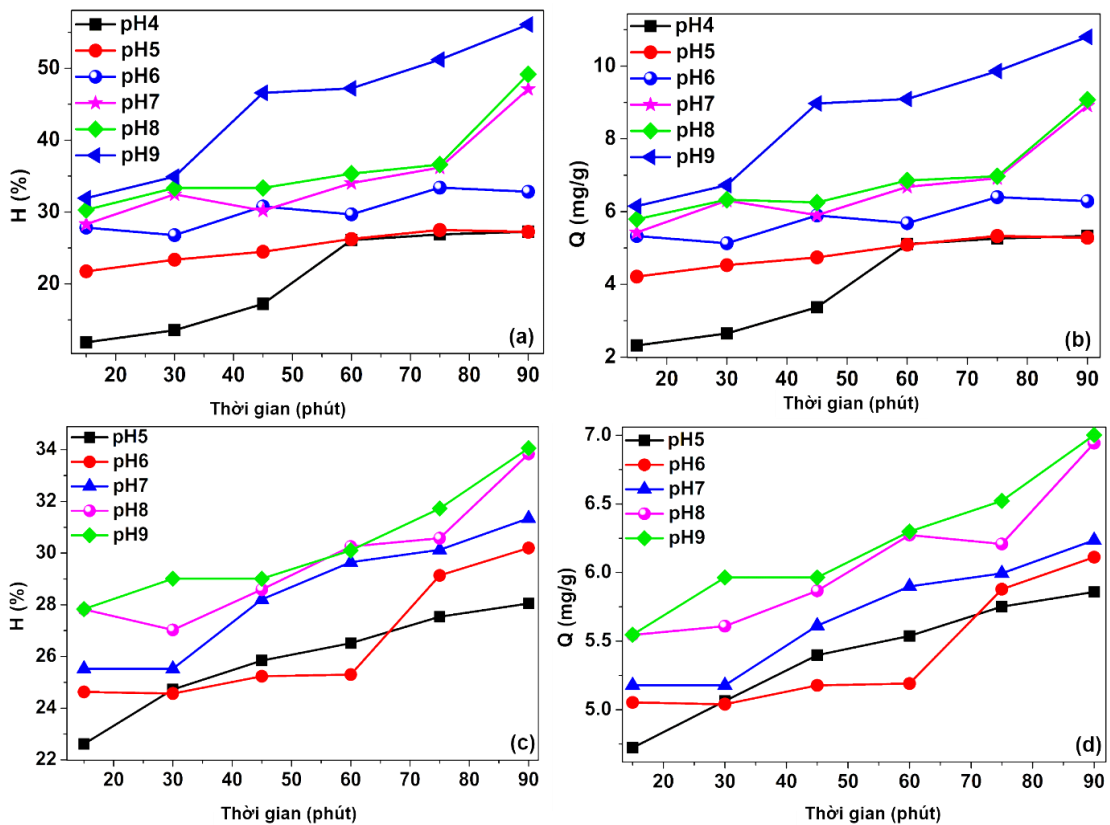 pH4
pH5
pH6
pH7
pH8
pH9
50
40
30
20
H (%)
(a)
20 30 40 50 60 70 80 90
Thời gian (phút)
pH4
pH5
pH6
pH7
pH8
pH9
10
8
6
4
2
Q (mg/g)
(b)
20 30 40 50 60 70 80 90
Thời gian (phút)
pH5
pH6
pH7
pH8
pH9
34
32
30
28
26
24
22
H (%)
(c)
20 30 40 50 60 70 80 90
Thời gian (phút)
pH5
pH6
pH7
pH8
pH9
7.0
6.5
6.0
5.5
5.0
Q (mg/g)
(d)
20 30 40 50 60 70 80 90
Thời gian (phút)